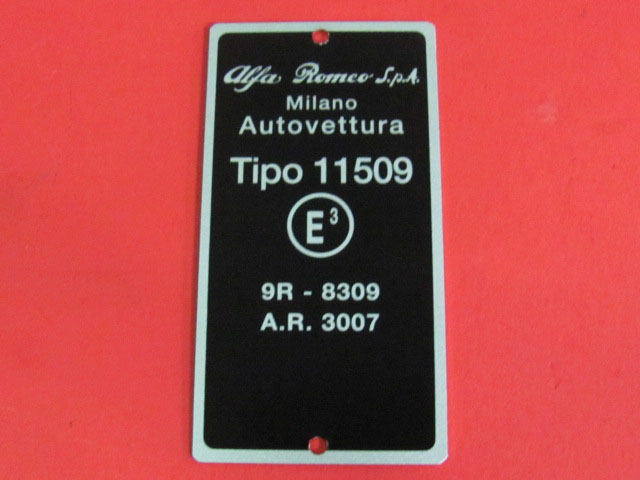 Alfa Romeo S.p.A.
Milano
Autovettura
Tipo 11509
E3
9R - 8309
A.R. 3007